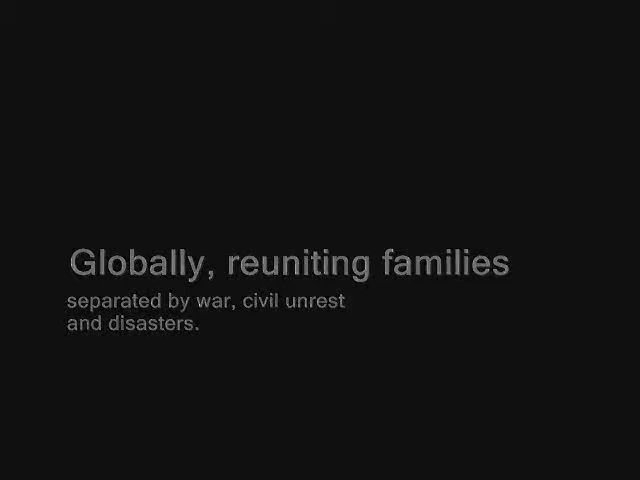 Globally, reuniting families
separated by war, civil unrest
and disasters.